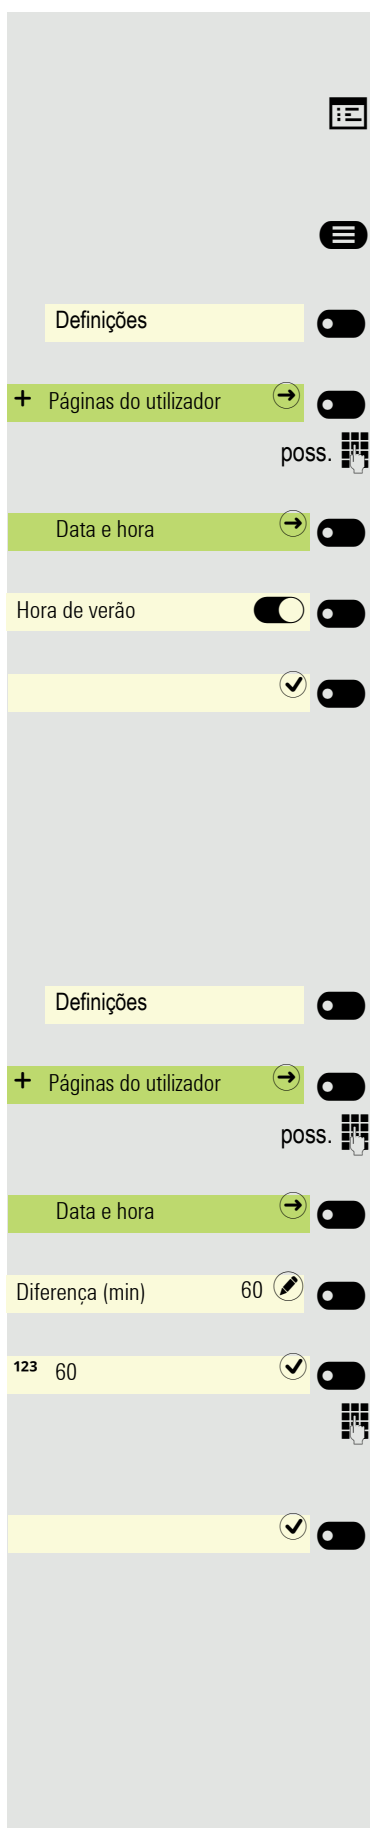 Definições
+ Páginas do utilizador
poss.
Data e hora
Hora de verão
Definições
+ Páginas do utilizador
poss.
Data e hora
Diferença (min) 60
123 60